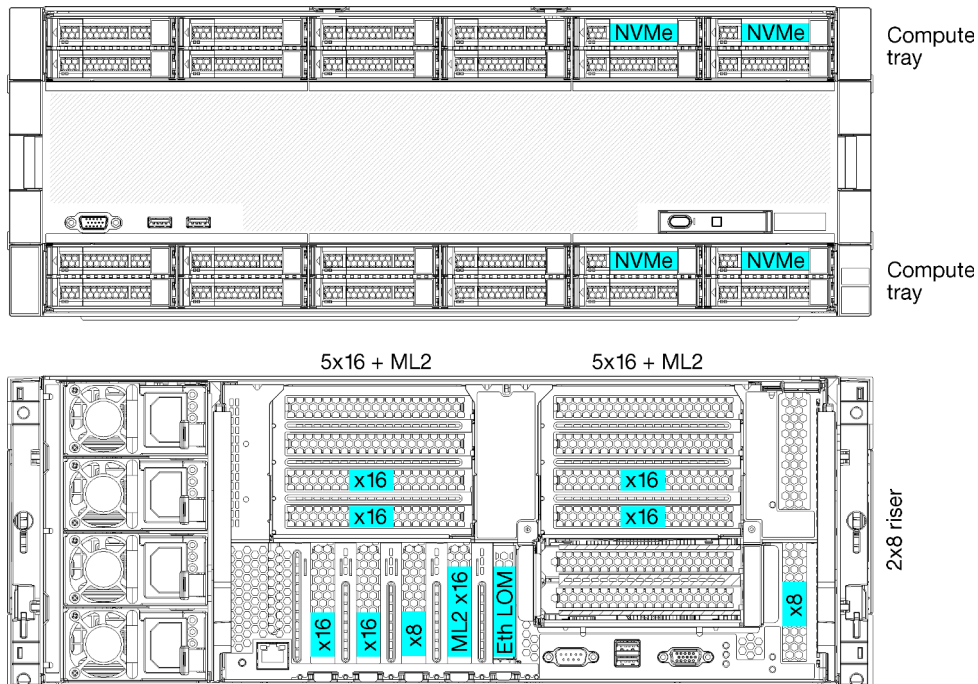 NVMe NVMe
Compute
tray
NVMe NVMe
Compute
tray
5x16 + ML2 5x16 + ML2
x16 x16
x16 x16
2x8 riser
x16
x16
x8
ML2 x16
Eth LOM
x8